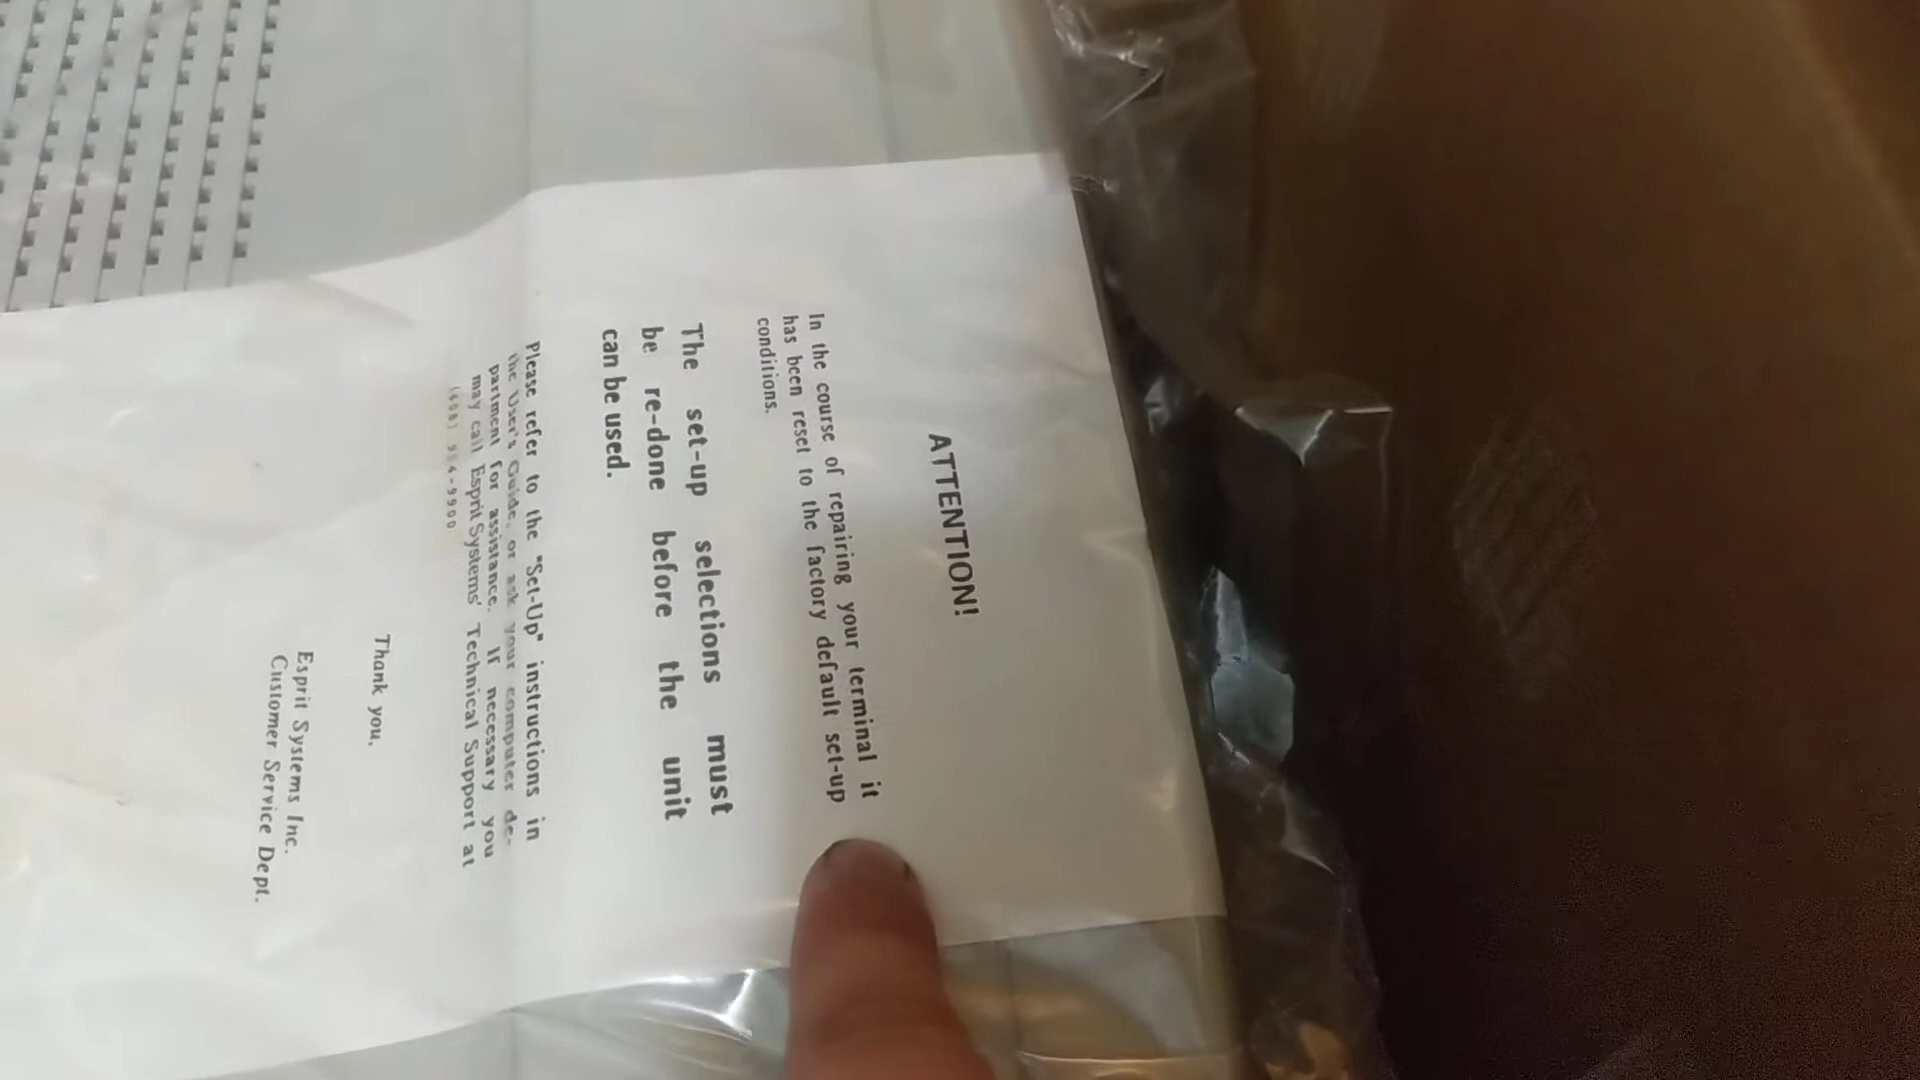 ATTENTION!
In the course of repairing your terminal it
has been reset to the factory default set-up
conditions.
The set-up selections must
be re-done before the unit
can be used.
Please refer to the "Set-Up" instructions in
the User's Guide, or ask your computer de-
partment for assistance. If necessary you
may call Esprit Systems' Technical Support at
Thank you.
Esprit Systems Inc.
Customer Service Dept.